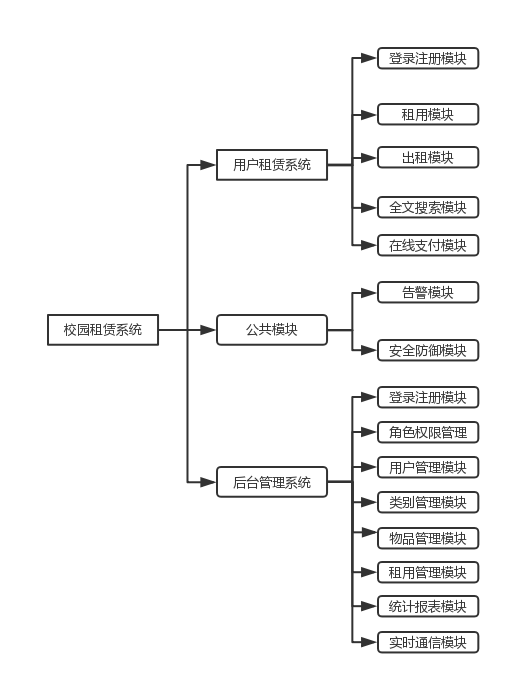 校园租赁系统
用户租赁系统
登录注册模块
租用模块
出租模块
全文搜索模块
在线支付模块
公共模块
告警模块
安全防御模块
后台管理系统
登录注册模块
角色权限管理
用户管理模块
类别管理模块
物品管理模块
租用管理模块
统计报表模块
实时通信模块